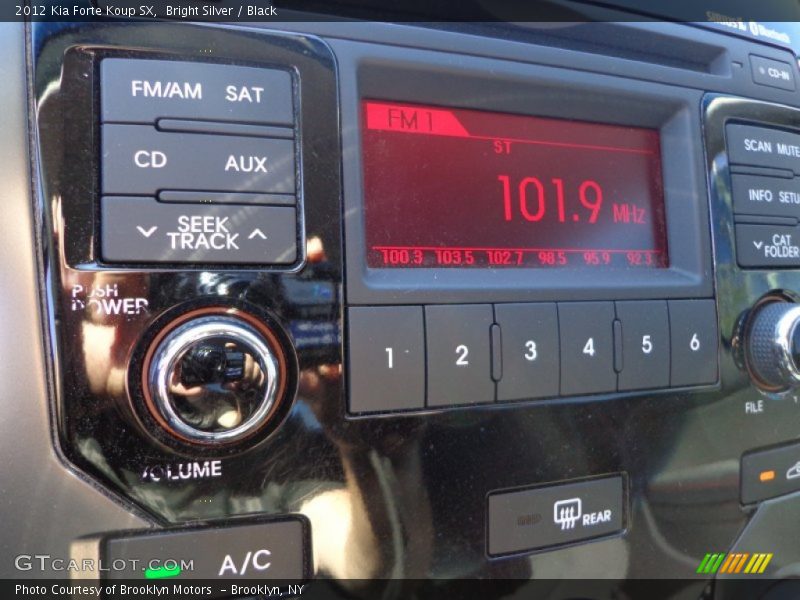 2012 Kia Forte Koup SX, Bright Silver / Black
Bluetooth
CD-IN
FM/AM SAT
CD AUX
SEEK
TRACK
FM 1
ST
101.9 MHz
100.3 103.5 102.7 98.5 95.9 92.3
SCAN MUTE
INFO SETU
CAT
FOLDER
PUSH
POWER
1 2 3 4 5 6
VOLUME
FILE
REAR
A/C
GTCARLOT.COM
Photo Courtesy of Brooklyn Motors - Brooklyn, NY